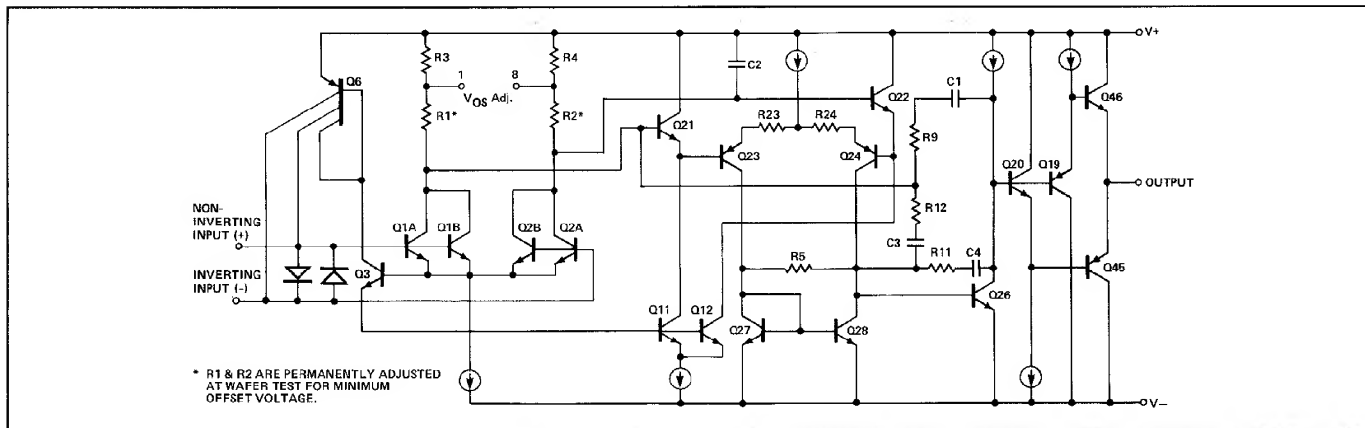 V+
R3
R4
1
8
VOS Adj.
C2
C1
Q6
R1*
R2*
Q22
Q46
Q21
R23
R24
R9
Q23
Q24
Q20
Q19
OUTPUT
NON-
INVERTING
INPUT (+)
R12
Q1A
Q1B
Q2B
Q2A
C3
INVERTING
INPUT (-)
Q3
R5
R11
C4
Q45
Q26
Q11
Q12
Q27
Q28
* R1 & R2 ARE PERMANENTLY ADJUSTED
AT WAFER TEST FOR MINIMUM
OFFSET VOLTAGE.
V-